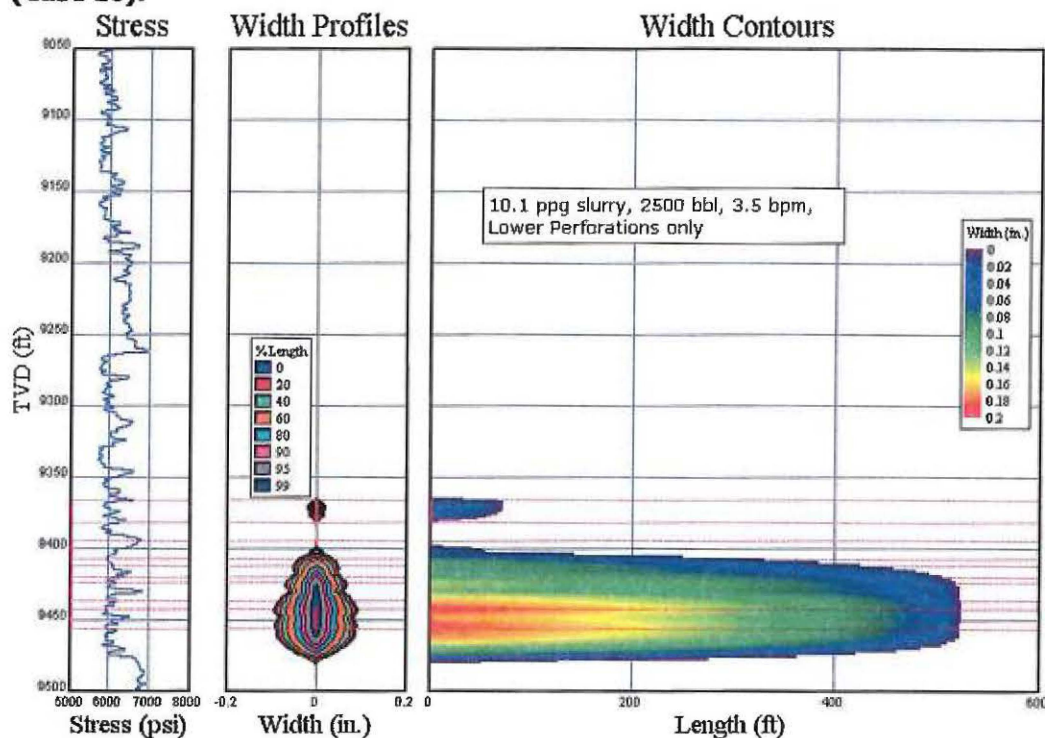 Stress
Width Profiles
Width Contours
TVD (ft)
9050
9100
9150
9200
9250
9300
9350
9400
9450
9500
5000 6000 7000 8000
Stress (psi)
%Length
0
20
40
60
80
90
95
99
-0.2 0 0.2
Width (in.)
10.1 ppg slurry, 2500 bbl, 3.5 bpm,
Lower Perforations only
Width (in.)
0
0.02
0.04
0.06
0.08
0.1
0.12
0.14
0.16
0.18
0.2
0 200 400 600
Length (ft)